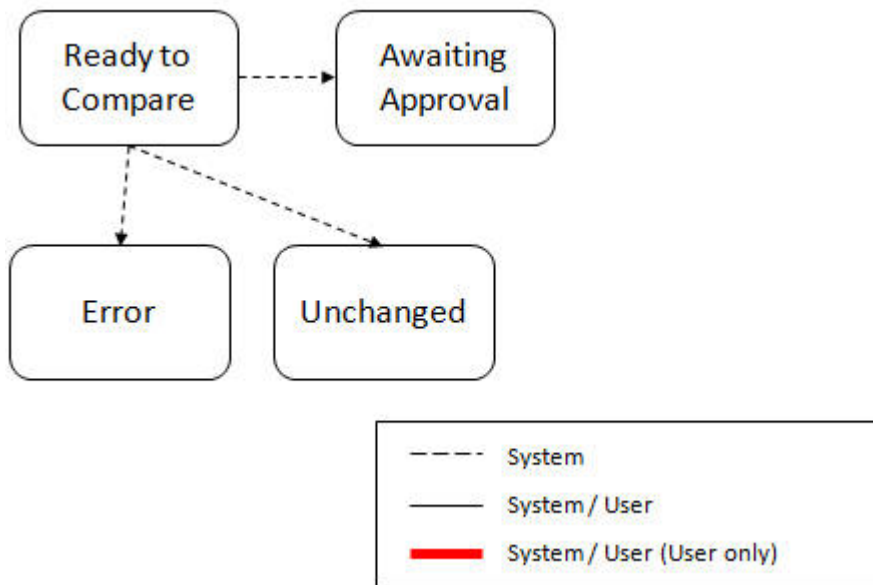 Ready to
Compare
Awaiting
Approval
Error
Unchanged
System
System / User
System / User (User only)